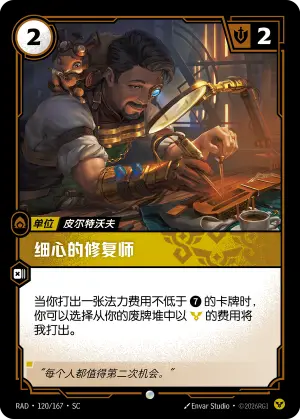 2
2
单位 皮尔特沃夫
细心的修复师
当你打出一张法力费用不低于 7 的卡牌时，
你可以选择从你的废牌堆中以 的费用将
我打出。
"每个人都值得第二次机会。"
RAD • 120/167 • SC
Envar Studio • ©2026RGI